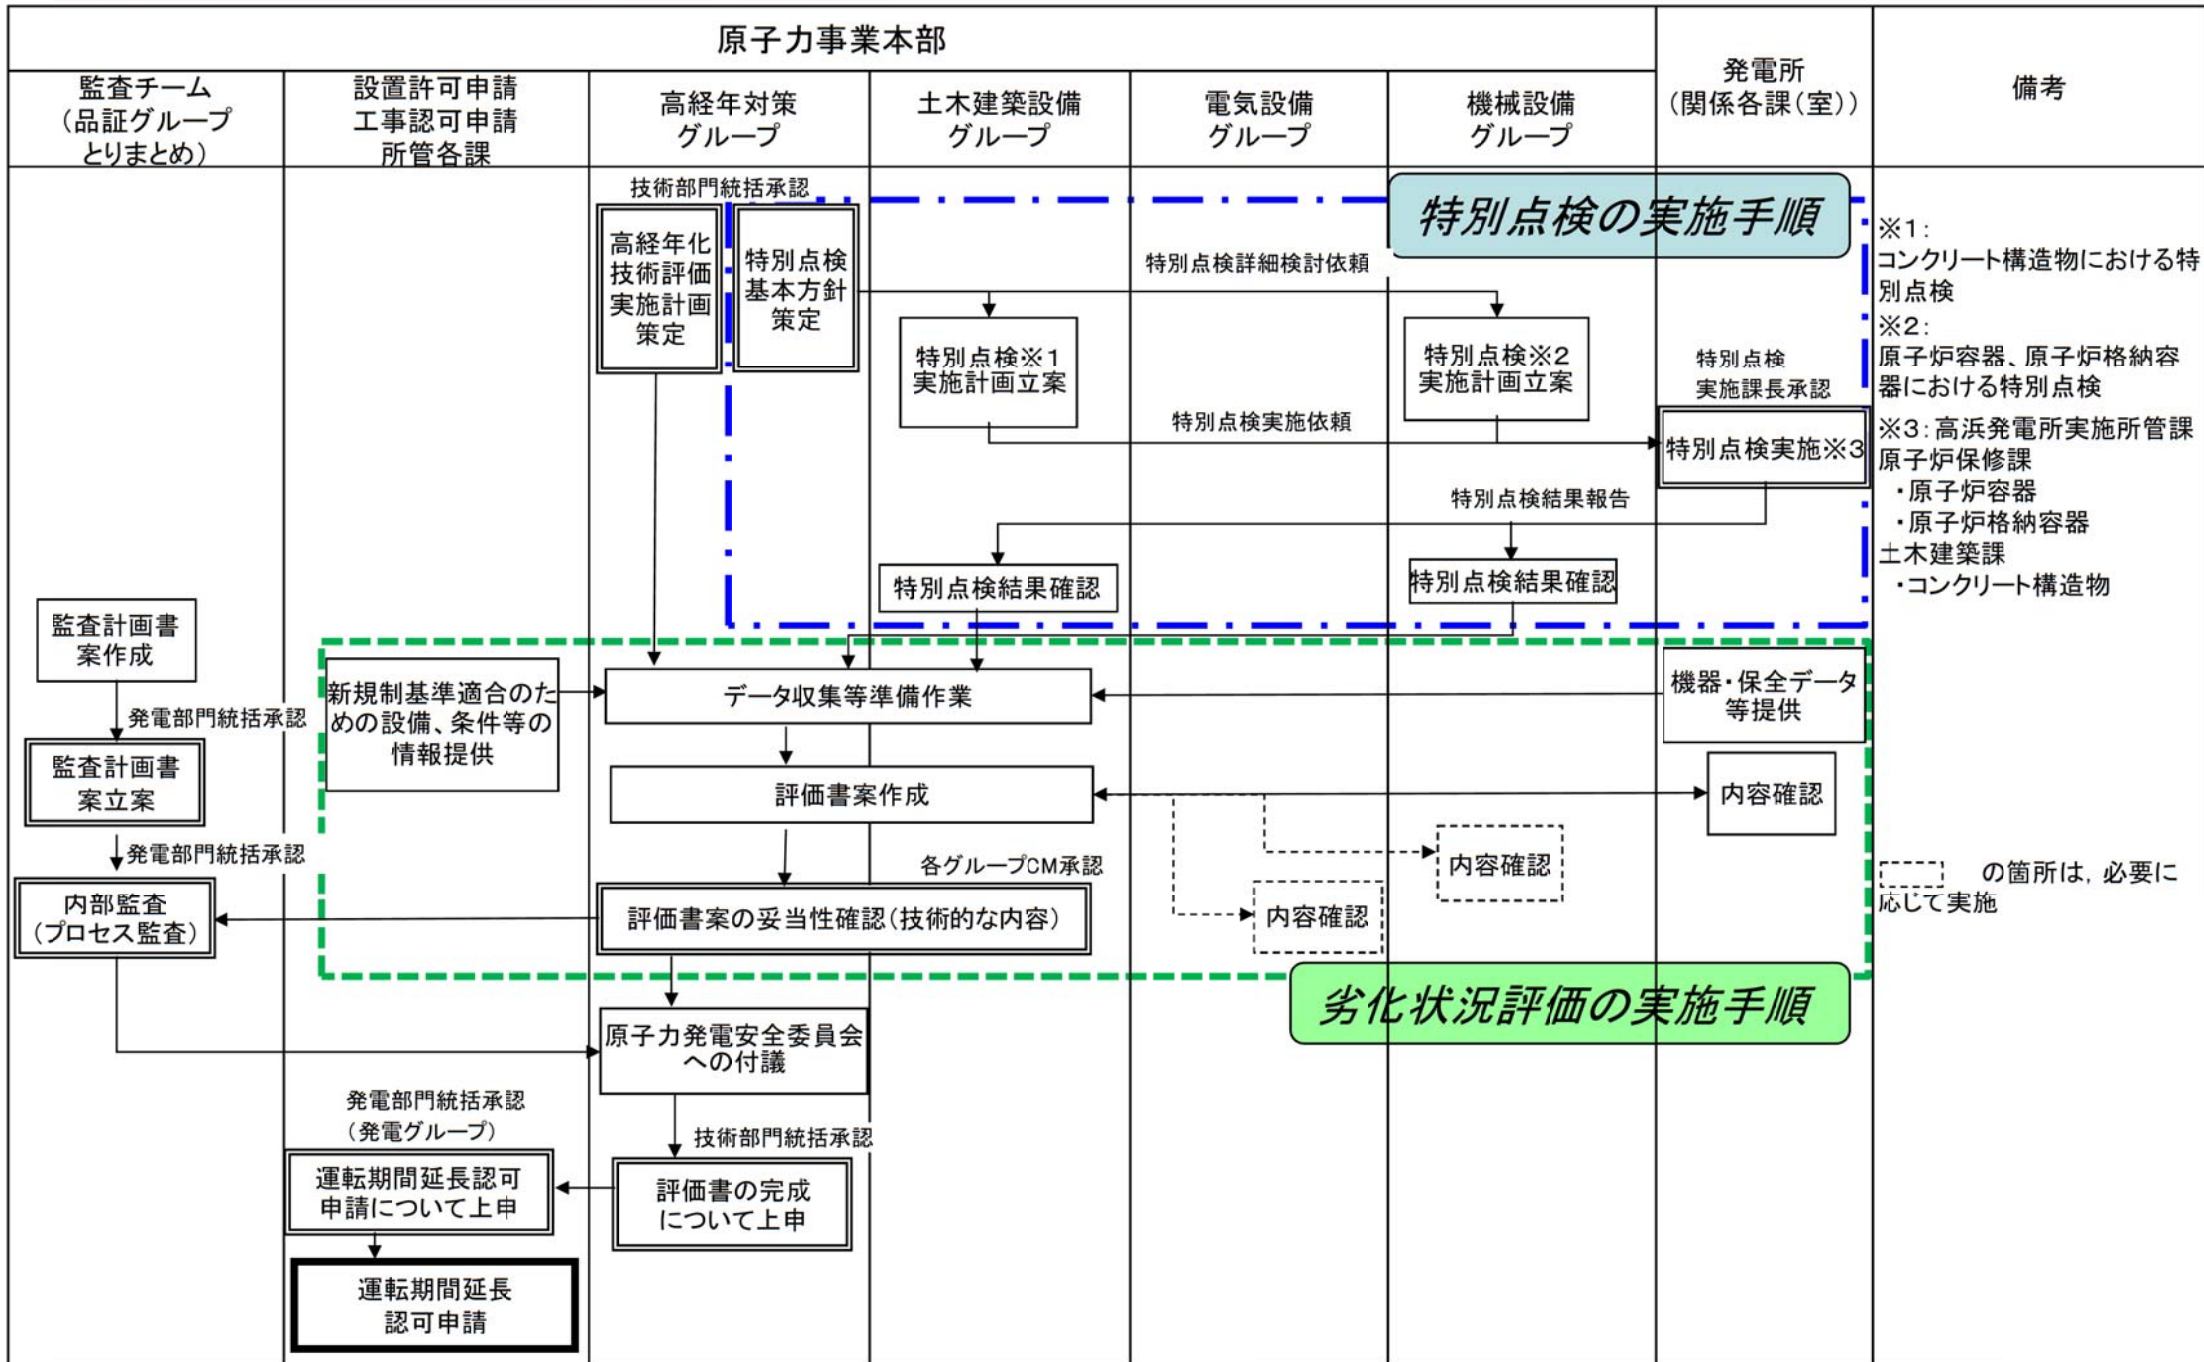 原子力事業本部
監査チーム
(品証グループ
とりまとめ)
設置許可申請
工事認可申請
所管各課
高経年対策
グループ
土木建築設備
グループ
電気設備
グループ
機械設備
グループ
発電所
(関係各課(室))
備考
技術部門統括承認
高経年化
技術評価
実施計画
策定
特別点検
基本方針
策定
特別点検の実施手順
特別点検詳細検討依頼
特別点検※1
実施計画立案
特別点検※2
実施計画立案
特別点検
実施課長承認
特別点検実施依頼
特別点検実施※3
特別点検結果報告
特別点検結果確認
特別点検結果確認
※1:
コンクリート構造物における特
別点検
※2:
原子炉容器、原子炉格納容
器における特別点検
※3:高浜発電所実施所管課
原子炉保修課
・原子炉容器
・原子炉格納容器
土木建築課
・コンクリート構造物
監査計画書
案作成
発電部門統括承認
監査計画書
案立案
発電部門統括承認
内部監査
(プロセス監査)
新規制基準適合のた
めの設備、条件等の
情報提供
データ収集等準備作業
機器・保全データ
等提供
評価書案作成
内容確認
内容確認
内容確認
各グループCM承認
評価書案の妥当性確認(技術的な内容)
の箇所は,必要に
応じて実施
劣化状況評価の実施手順
原子力発電安全委員会
への付議
発電部門統括承認
(発電グループ)
技術部門統括承認
運転期間延長認可
申請について上申
評価書の完成
について上申
運転期間延長
認可申請